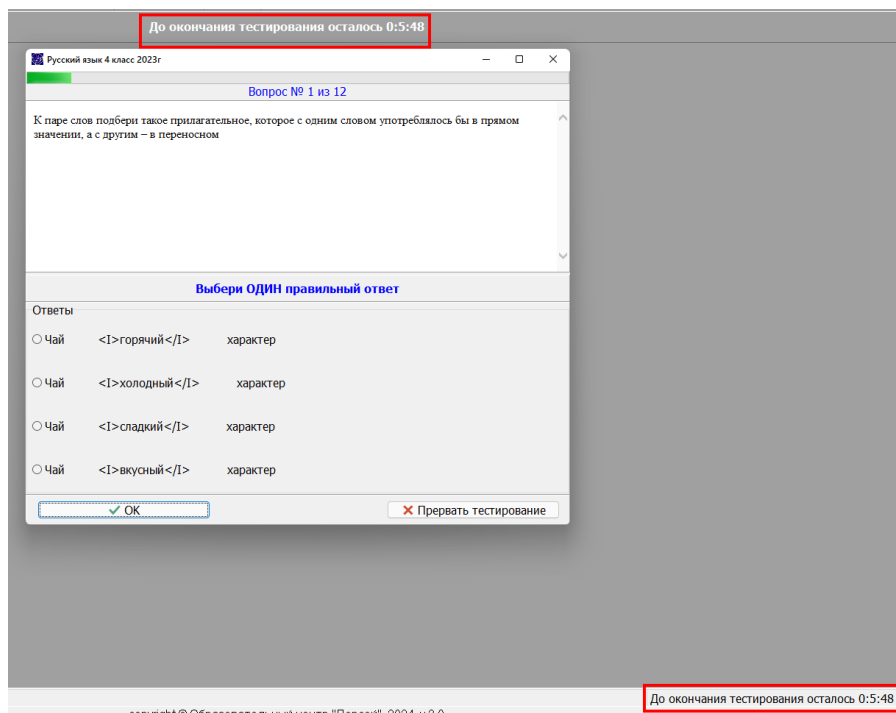 До окончания тестирования осталось 0:5:48
Русский язык 4 класс 2023г
Вопрос № 1 из 12
К паре слов подбери такое прилагательное, которое с одним словом употреблялось бы в прямом
значении, а с другим – в переносном
Выбери ОДИН правильный ответ
Ответы
Чай <I>горячий</I> характер
Чай <I>холодный</I> характер
Чай <I>сладкий</I> характер
Чай <I>вкусный</I> характер
ОК Прервать тестирование
До окончания тестирования осталось 0:5:48